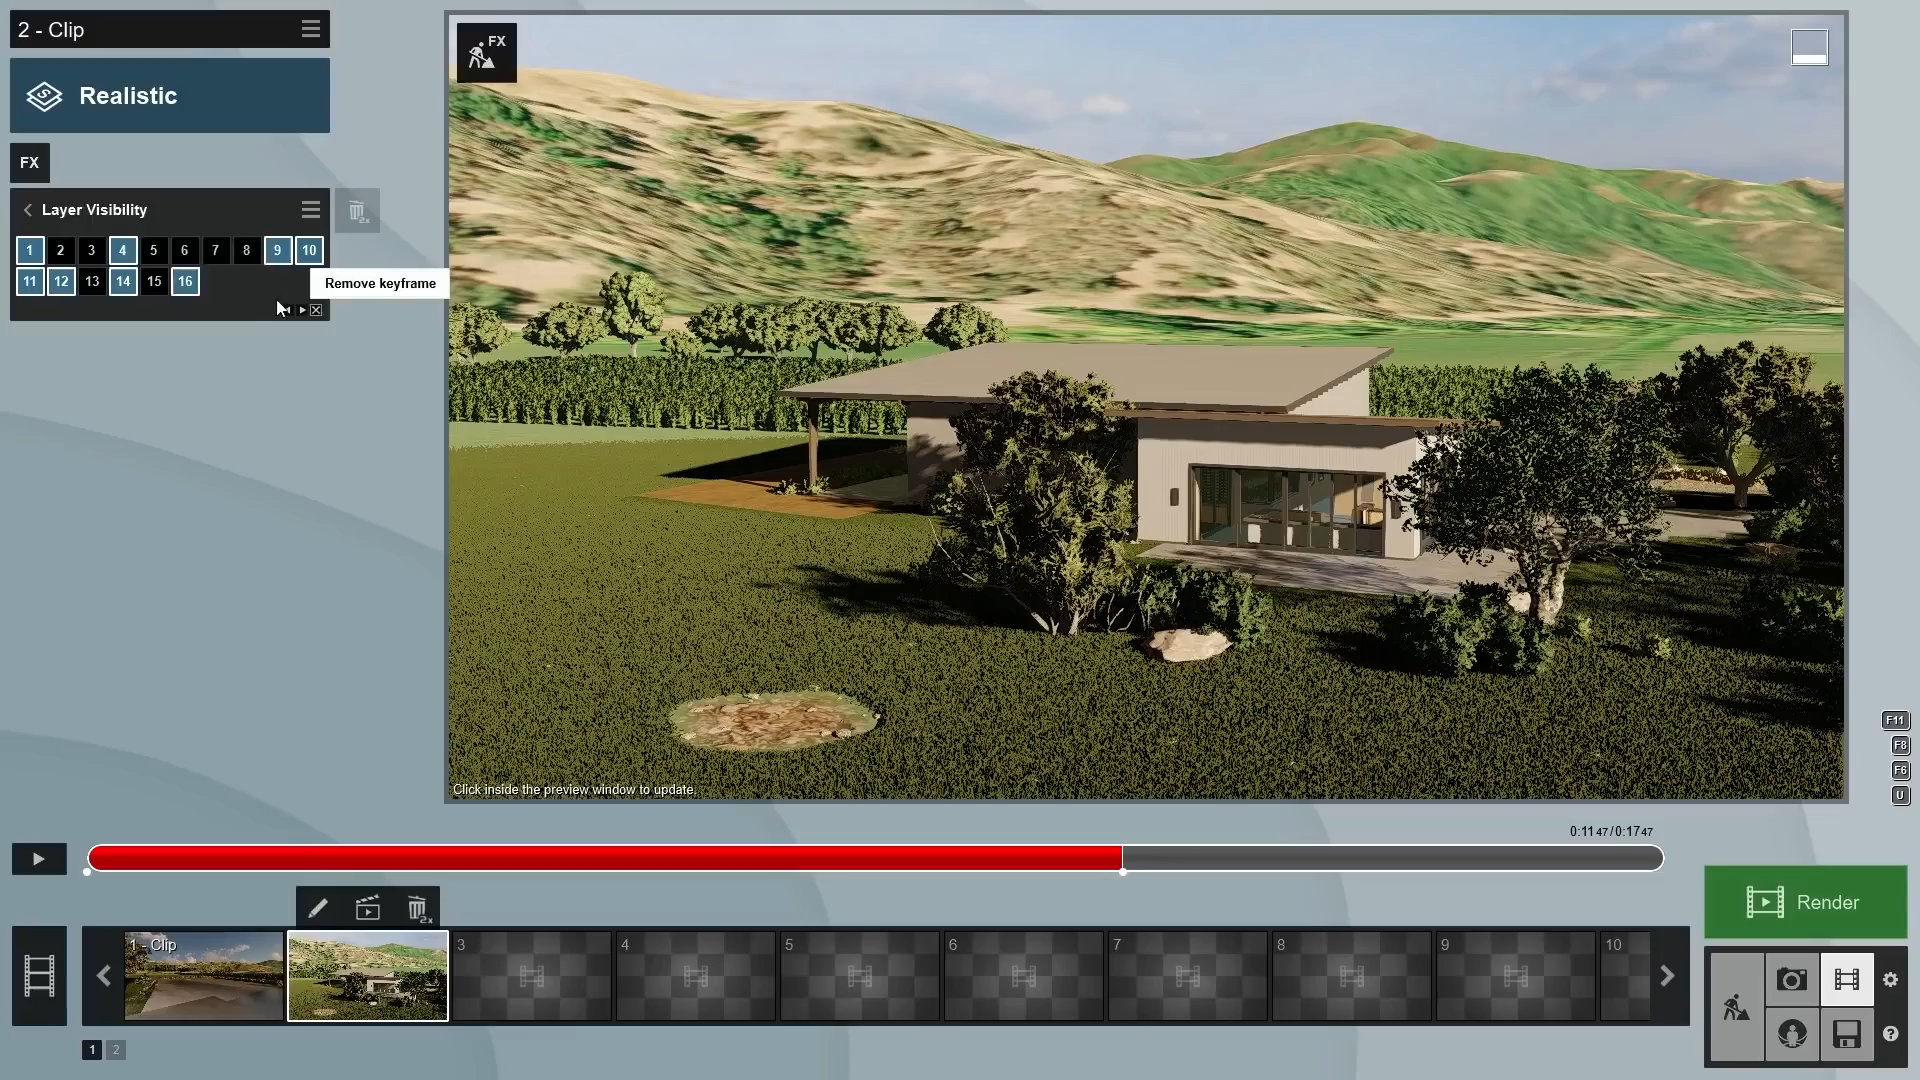 2 - Clip
Realistic
FX
Layer Visibility
2x
1 2 3 4 5 6 7 8 9 10
11 12 13 14 15 16
Remove keyframe
FX
Click inside the preview window to update.
F11
F8
F6
U
0:11 47/0:17 47
2x
Render
1 - Clip
3
4
5
6
7
8
9
10
1 2
?